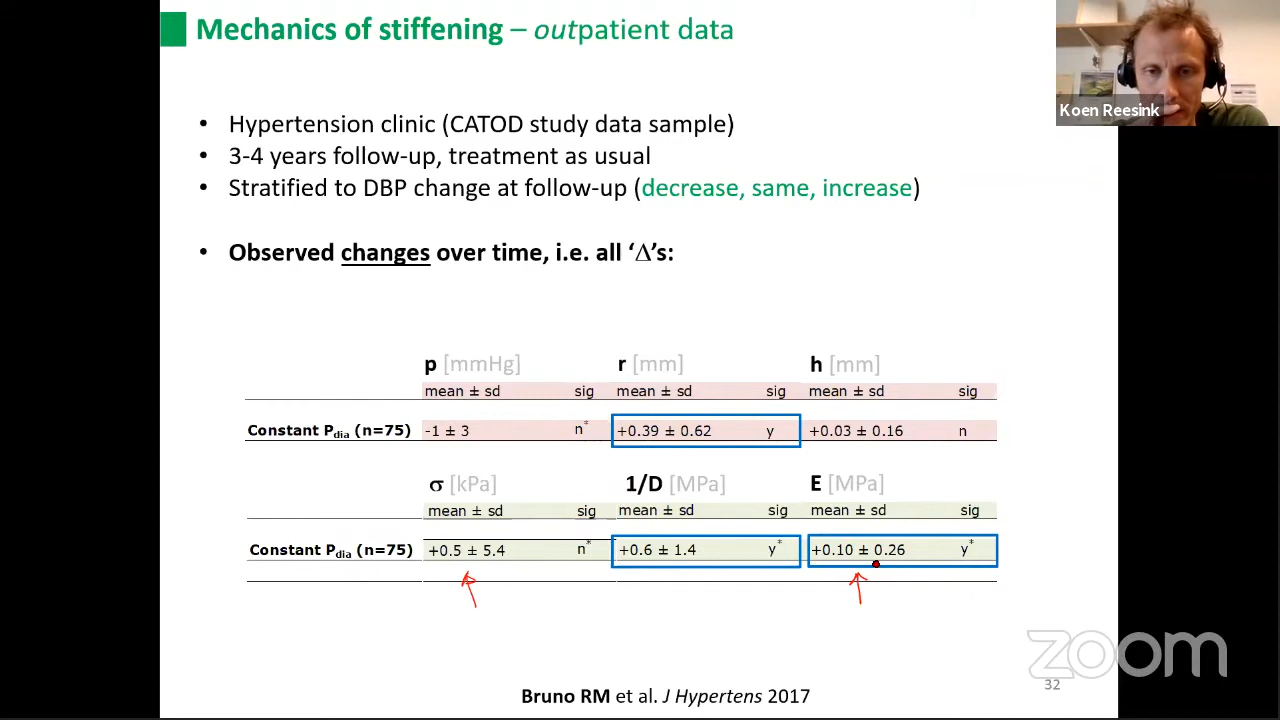 Mechanics of stiffening – outpatient data
Koen Reesink
• Hypertension clinic (CATOD study data sample)
• 3-4 years follow-up, treatment as usual
• Stratified to DBP change at follow-up (decrease, same, increase)
• Observed changes over time, i.e. all ‘Δ’s:
p [mmHg] r [mm] h [mm]
mean ± sd sig mean ± sd sig mean ± sd sig
Constant Pdia (n=75) -1 ± 3 n* +0.39 ± 0.62 y +0.03 ± 0.16 n
σ [kPa] 1/D [MPa] E [MPa]
mean ± sd sig mean ± sd sig mean ± sd sig
Constant Pdia (n=75) +0.5 ± 5.4 n* +0.6 ± 1.4 y* +0.10 ± 0.26 y*
zoom
32
Bruno RM et al. J Hypertens 2017